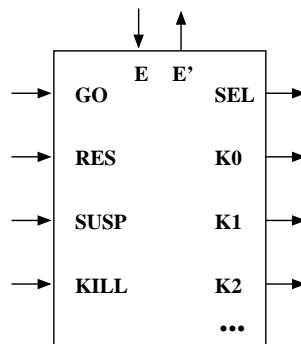 E E’
GO SEL
RES K0
SUSP K1
KILL K2
...